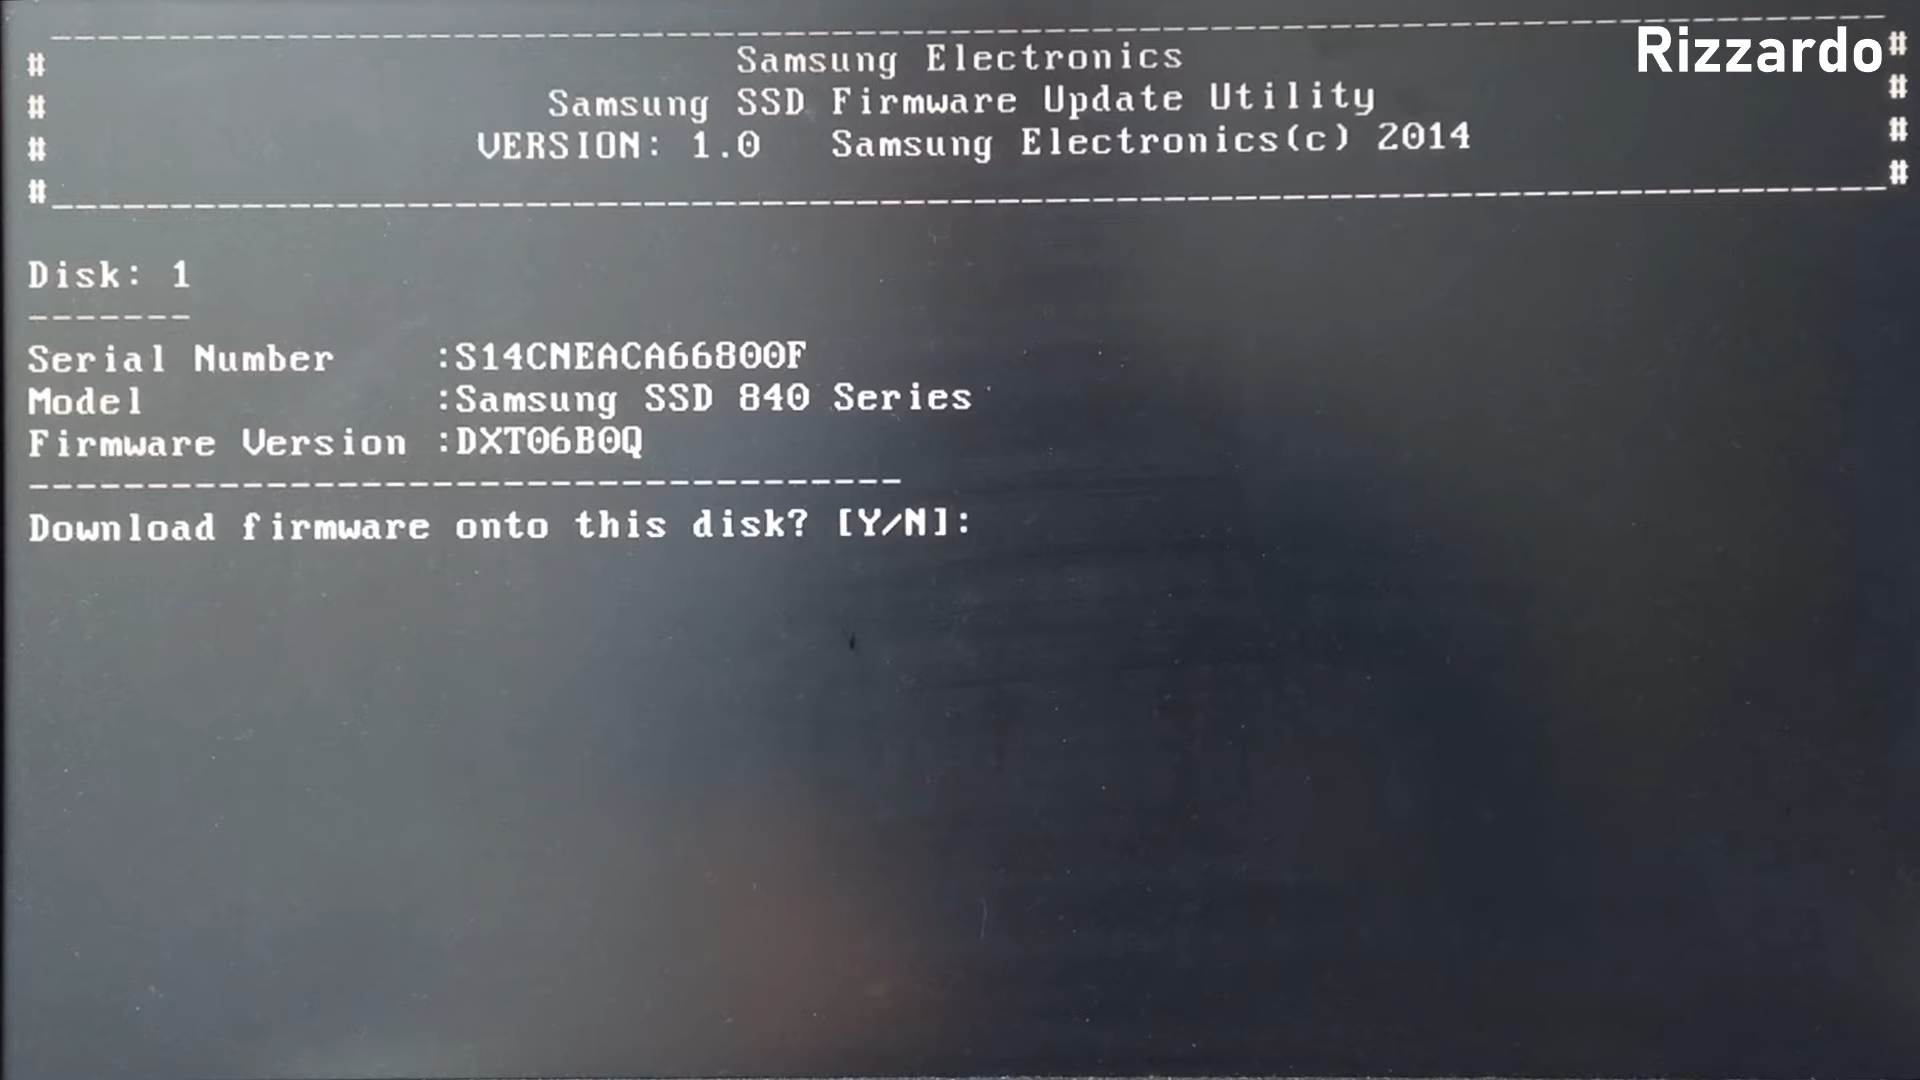 Rizzardo
Samsung Electronics
Samsung SSD Firmware Update Utility
VERSION: 1.0 Samsung Electronics(c) 2014
Disk: 1
-------
Serial Number :S14CNEACA66800F
Model :Samsung SSD 840 Series
Firmware Version :DXT06B0Q
-------------------------------------
Download firmware onto this disk? [Y/N]: